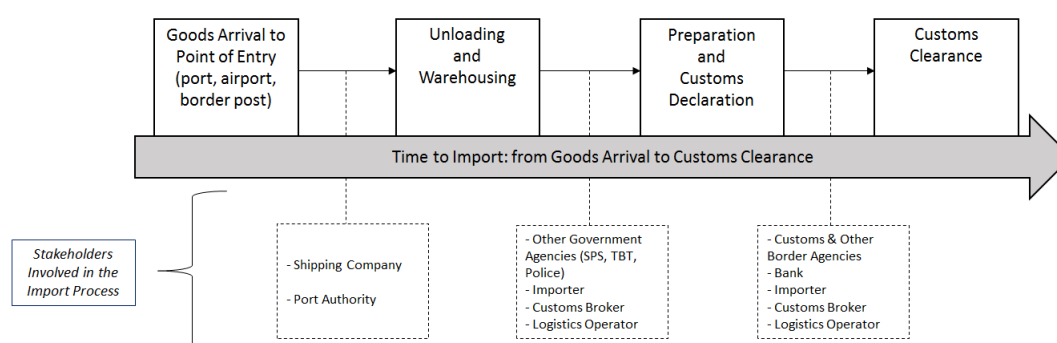 Goods Arrival to
Point of Entry
(port, airport,
border post)
Unloading
and
Warehousing
Preparation
and
Customs
Declaration
Customs
Clearance
Time to Import: from Goods Arrival to Customs Clearance
Stakeholders
Involved in the
Import Process
- Shipping Company
- Port Authority
- Other Government
Agencies (SPS, TBT,
Police)
- Importer
- Customs Broker
- Logistics Operator
- Customs & Other
Border Agencies
- Bank
- Importer
- Customs Broker
- Logistics Operator